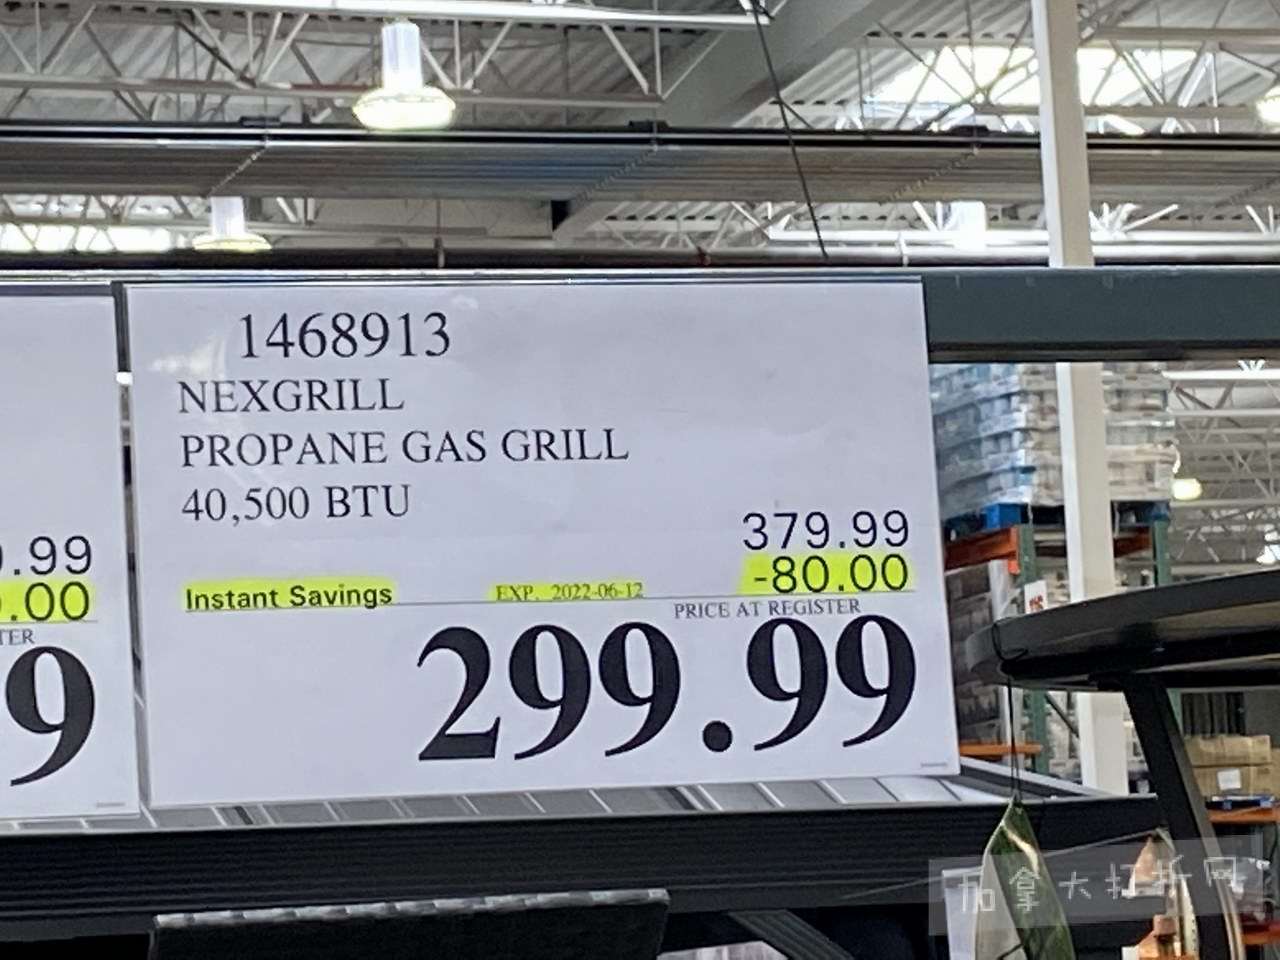 1468913
NEXGRILL
PROPANE GAS GRILL
40,500 BTU
379.99
Instant Savings EXP. 2022-06-12 -80.00
PRICE AT REGISTER
299.99
.99
.00
TER
9
加拿大打折网